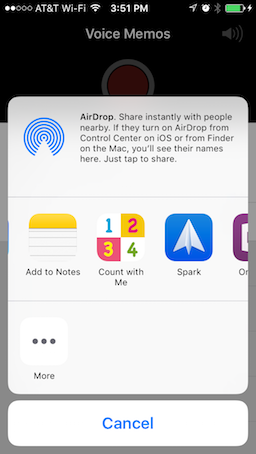 AT&T Wi-Fi 3:51 PM
Voice Memos
AirDrop. Share instantly with people
nearby. If they turn on AirDrop from
Control Center on iOS or from Finder
on the Mac, you'll see their names
here. Just tap to share.
1 2
3 4
Add to Notes
Count with
Me
Spark
On
More
Cancel